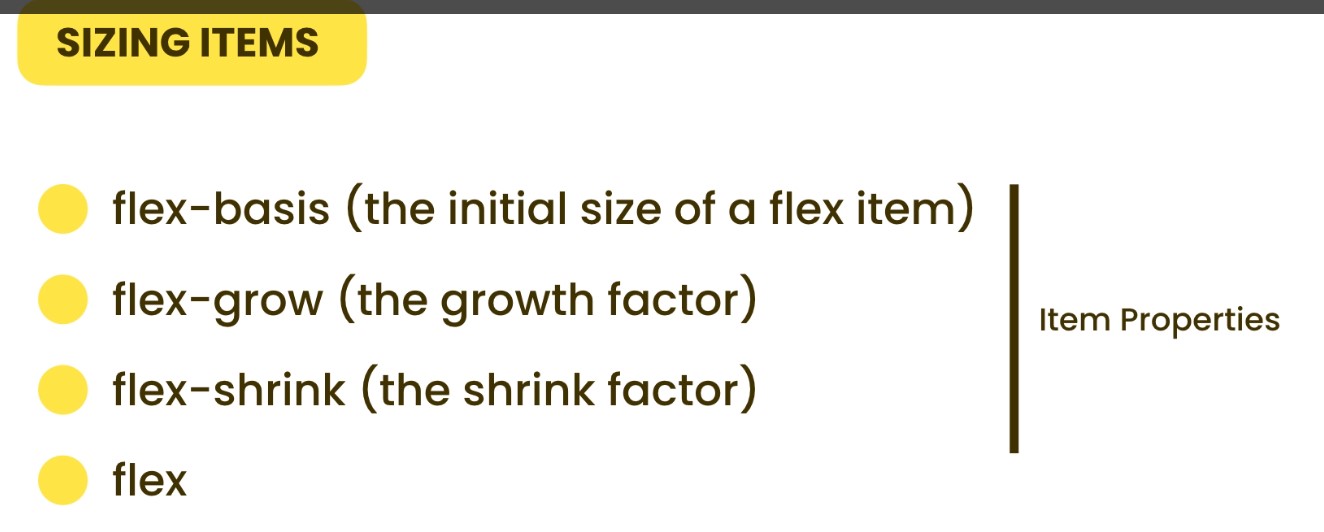 SIZING ITEMS
flex-basis (the initial size of a flex item)
flex-grow (the growth factor)
flex-shrink (the shrink factor)
flex
Item Properties